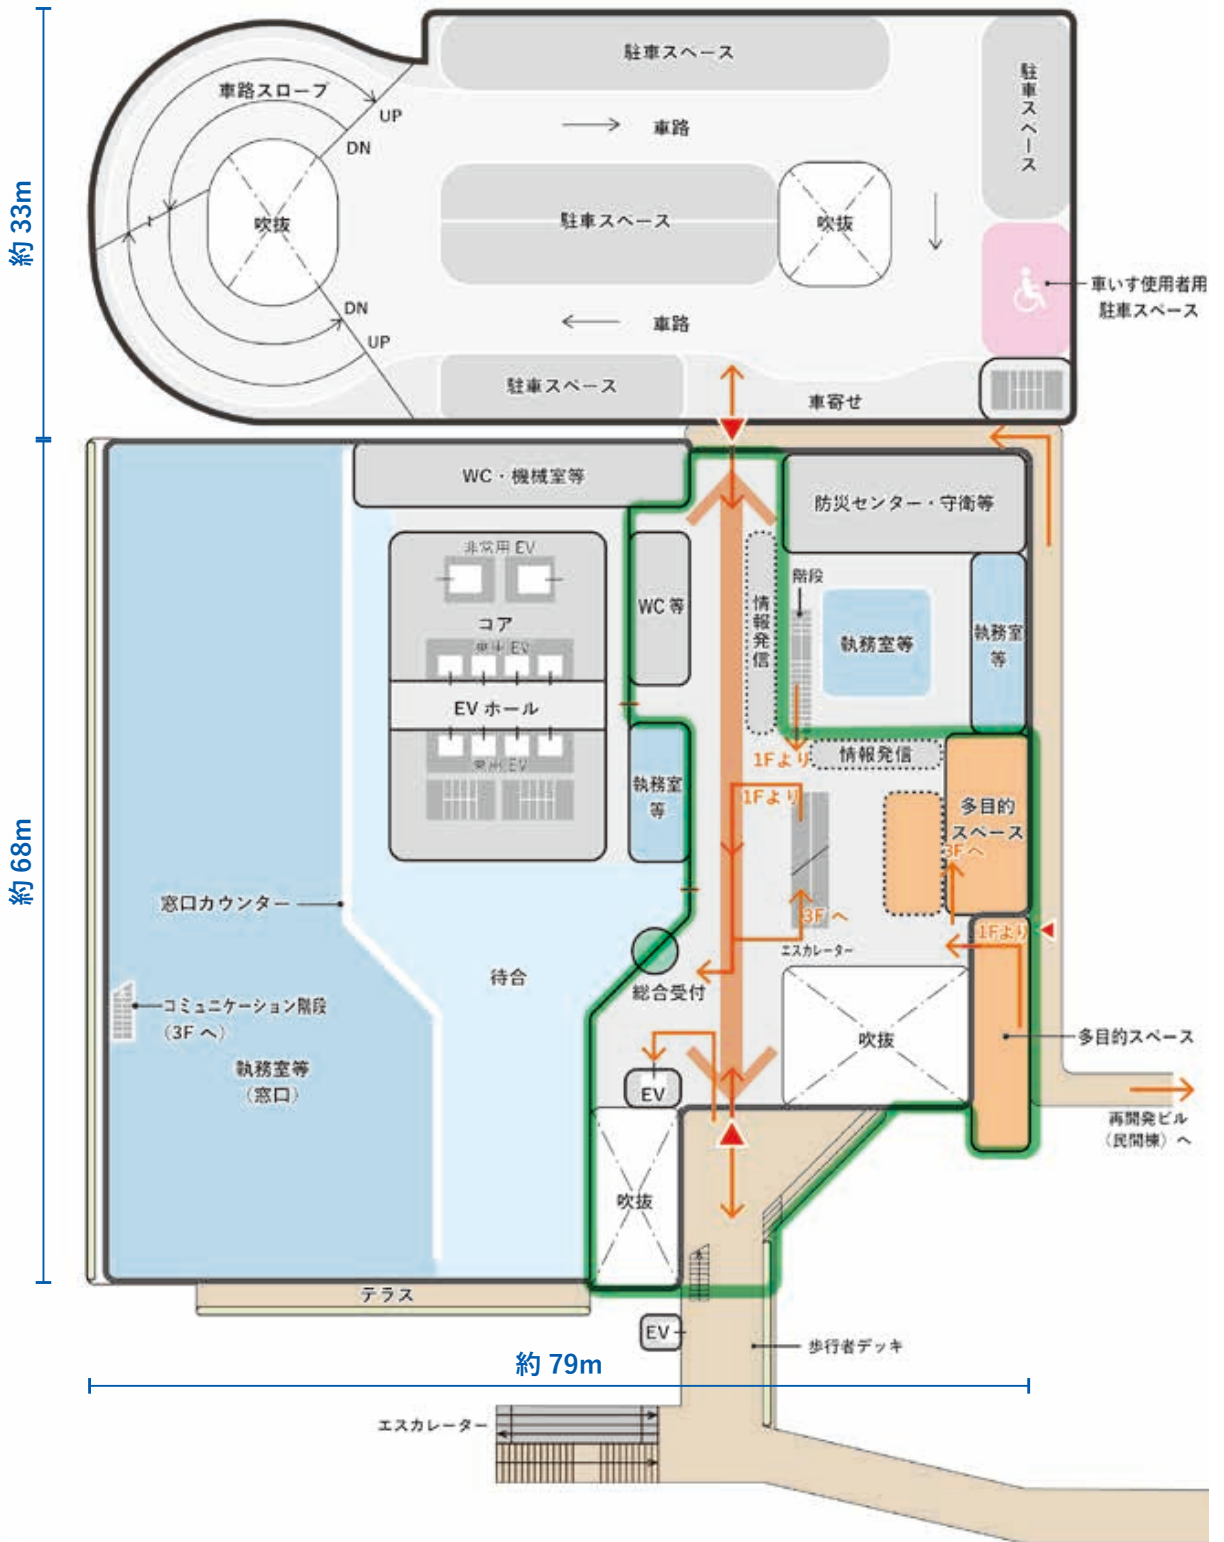 駐車スペース
駐車スペース
車路スロープ
UP
DN
車路
吹抜
駐車スペース
吹抜
約 33m
車いす使用者用
駐車スペース
DN
UP
車路
駐車スペース
車寄せ
WC・機械室等
防災センター・守衛等
非常用 EV
コア
WC 等
情報発信
階段
執務室等
執務室
等
EV ホール
1Fより
情報発信
執務室
等
1Fより
多目的
スペース
3Fへ
約 68m
窓口カウンター
3Fへ
1Fより
エスカレーター
待合
総合受付
コミュニケーション階段
（3F へ）
吹抜
多目的スペース
執務室等
（窓口）
EV
再開発ビル
（民間棟）へ
吹抜
テラス
EV
歩行者デッキ
約 79m
エスカレーター